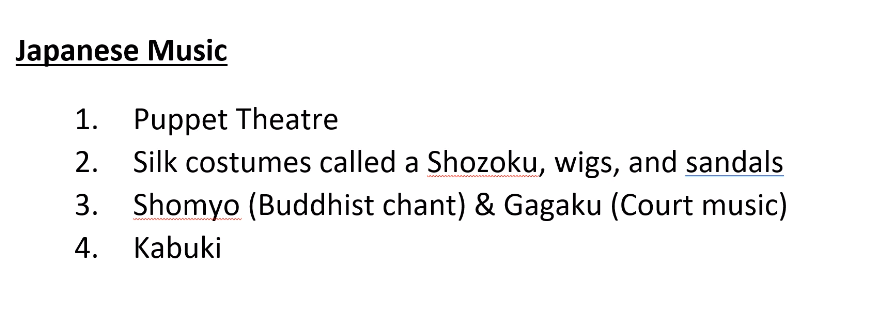 Japanese Music
1. Puppet Theatre
2. Silk costumes called a Shozoku, wigs, and sandals
3. Shomyo (Buddhist chant) & Gagaku (Court music)
4. Kabuki